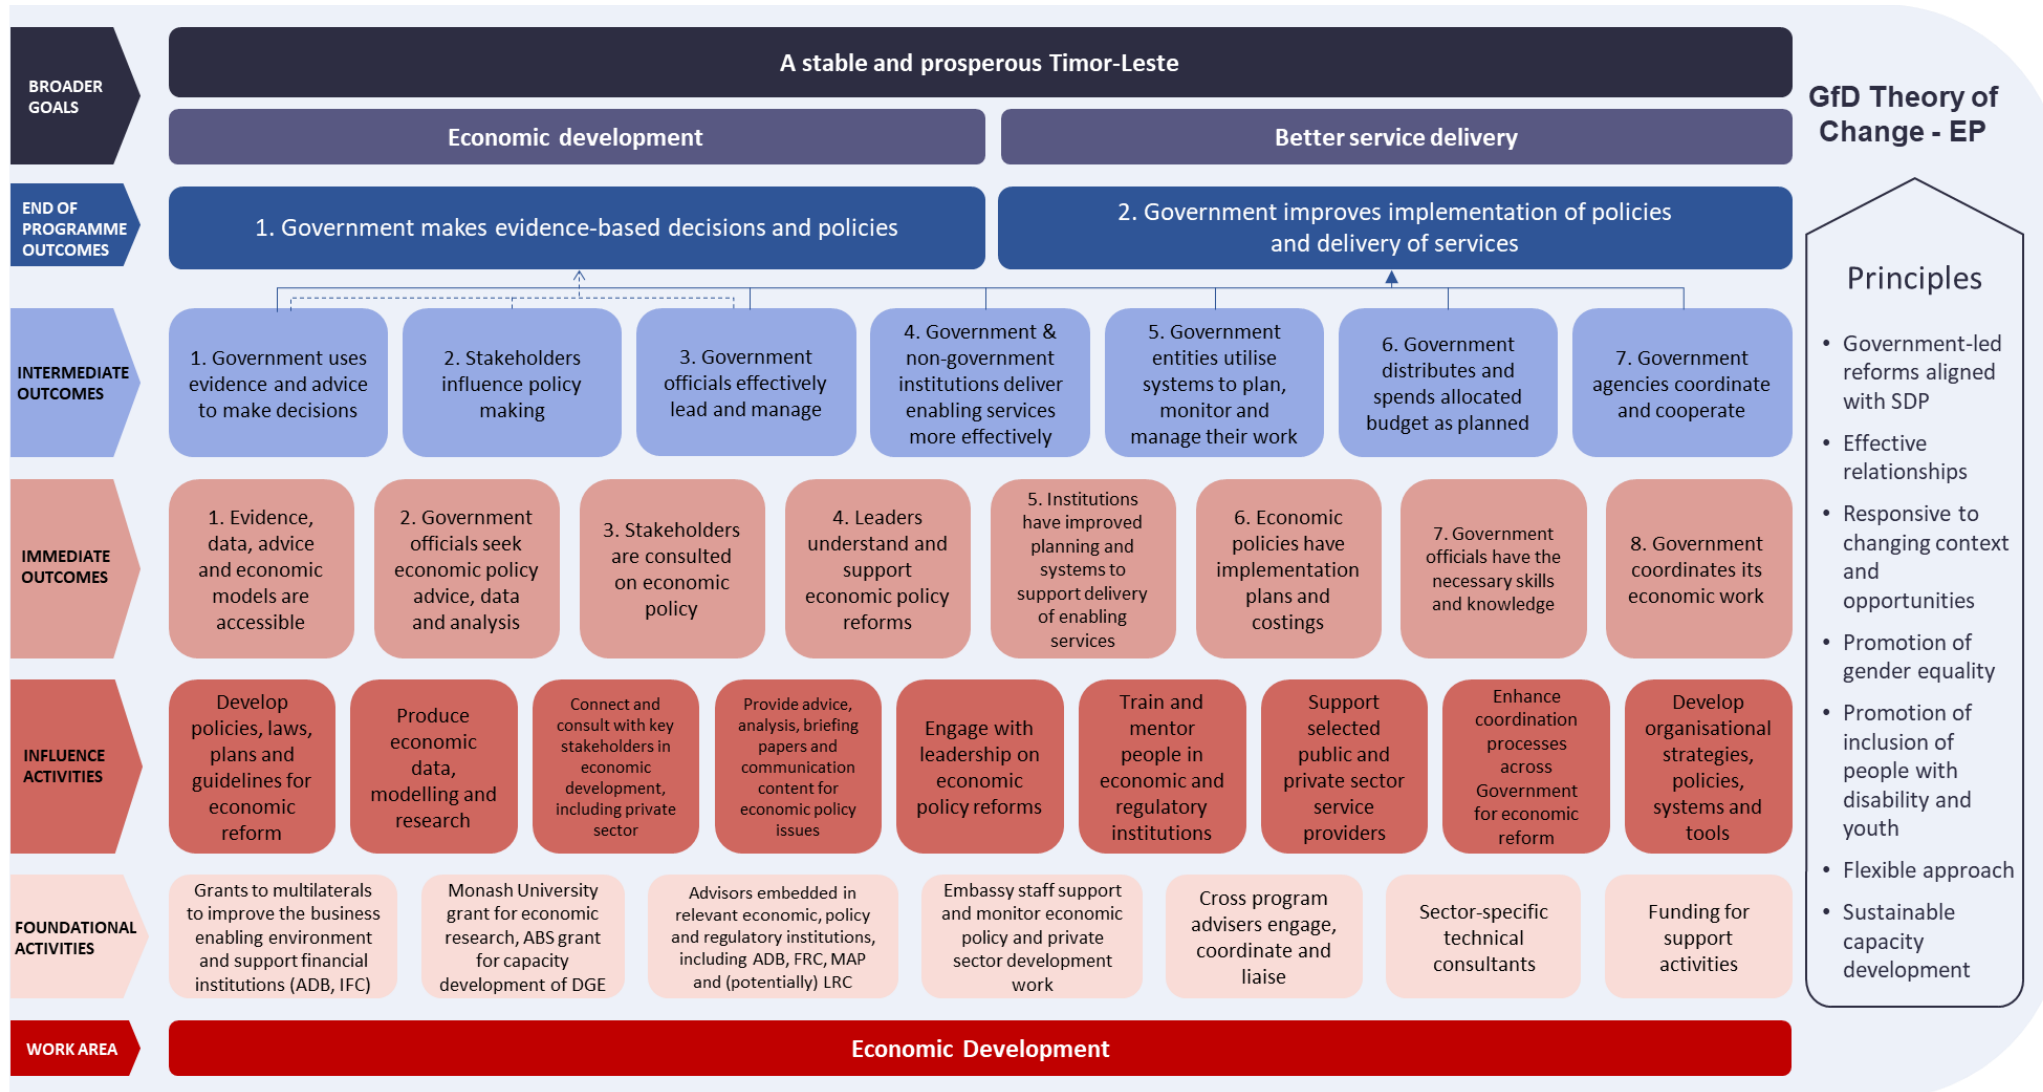 BROADER
GOALS
A stable and prosperous Timor-Leste
Economic development
Better service delivery
GfD Theory of
Change - EP
END OF
PROGRAMME
OUTCOMES
1. Government makes evidence-based decisions and policies
2. Government improves implementation of policies
and delivery of services
INTERMEDIATE
OUTCOMES
1. Government uses
evidence and advice
to make decisions
2. Stakeholders
influence policy
making
3. Government
officials effectively
lead and manage
4. Government &
non-government
institutions deliver
enabling services
more effectively
5. Government
entities utilise
systems to plan,
monitor and
manage their work
6. Government
distributes and
spends allocated
budget as planned
7. Government
agencies coordinate
and cooperate
IMMEDIATE
OUTCOMES
1. Evidence,
data, advice
and economic
models are
accessible
2. Government
officials seek
economic policy
advice, data
and analysis
3. Stakeholders
are consulted
on economic
policy
4. Leaders
understand and
support
economic policy
reforms
5. Institutions
have improved
planning and
systems to
support delivery
of enabling
services
6. Economic
policies have
implementation
plans and
costings
7. Government
officials have the
necessary skills
and knowledge
8. Government
coordinates its
economic work
INFLUENCE
ACTIVITIES
Develop
policies, laws,
plans and
guidelines for
economic
reform
Produce
economic
data,
modelling and
research
Connect and
consult with key
stakeholders in
economic
development,
including private
sector
Provide advice,
analysis, briefing
papers and
communication
content for
economic policy
issues
Engage with
leadership on
economic
policy reforms
Train and
mentor
people in
economic and
regulatory
institutions
Support
selected
public and
private sector
service
providers
Enhance
coordination
processes
across
Government
for economic
reform
Develop
organisational
strategies,
policies,
systems and
tools
FOUNDATIONAL
ACTIVITIES
Grants to multilaterals
to improve the business
enabling environment
and support financial
institutions (ADB, IFC)
Monash University
grant for economic
research, ABS grant
for capacity
development of DGE
Advisors embedded in
relevant economic, policy
and regulatory institutions,
including ADB, FRC, MAP
and (potentially) LRC
Embassy staff support
and monitor economic
policy and private
sector development
work
Cross program
advisers engage,
coordinate and
liaise
Sector-specific
technical
consultants
Funding for
support
activities
WORK AREA
Economic Development
Principles
• Government-led
reforms aligned
with SDP
• Effective
relationships
• Responsive to
changing context
and
opportunities
• Promotion of
gender equality
• Promotion of
inclusion of
people with
disability and
youth
• Flexible approach
• Sustainable
capacity
development